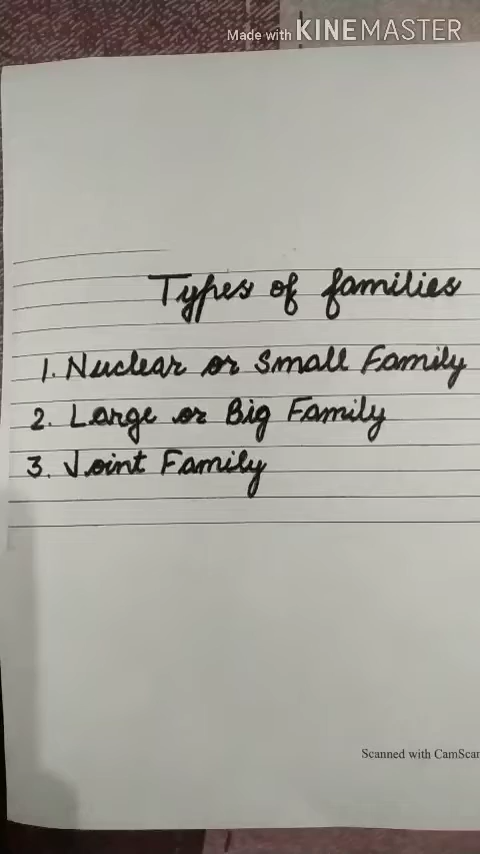 Made with KINEMASTER
Types of families
1. Nuclear or Small Family
2. Large or Big Family
3. Joint Family
Scanned with CamScan